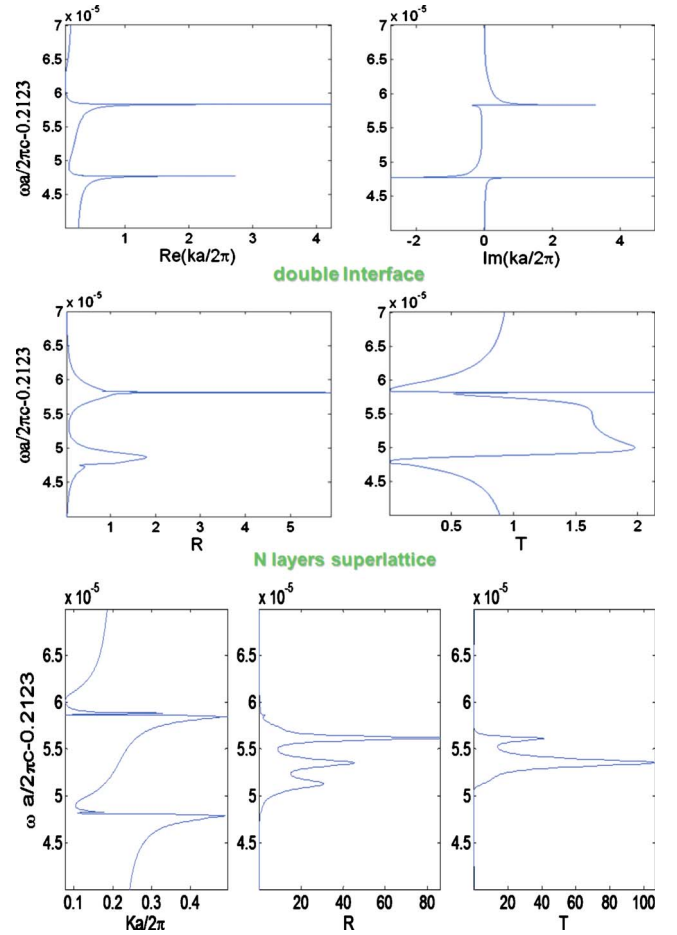 7 x 10⁻⁵
6.5
6
5.5
5
4.5
ωa/2πc-0.2123
1 2 3 4
Re(ka/2π)
7 x 10⁻⁵
6.5
6
5.5
5
4.5
-2 0 2 4
Im(ka/2π)
double Interface
7 x 10⁻⁵
6.5
6
5.5
5
4.5
ωa/2πc-0.2123
1 2 3 4 5
R
7 x 10⁻⁵
6.5
6
5.5
5
4.5
0.5 1 1.5 2
T
N layers superlattice
x 10⁻⁵
6.5
6
5.5
5
4.5
ω a/2πc-0.2123
0.1 0.2 0.3 0.4
Ka/2π
x 10⁻⁵
6.5
6
5.5
5
4.5
20 40 60 80
R
x 10⁻⁵
6.5
6
5.5
5
4.5
20 40 60 80 100
T